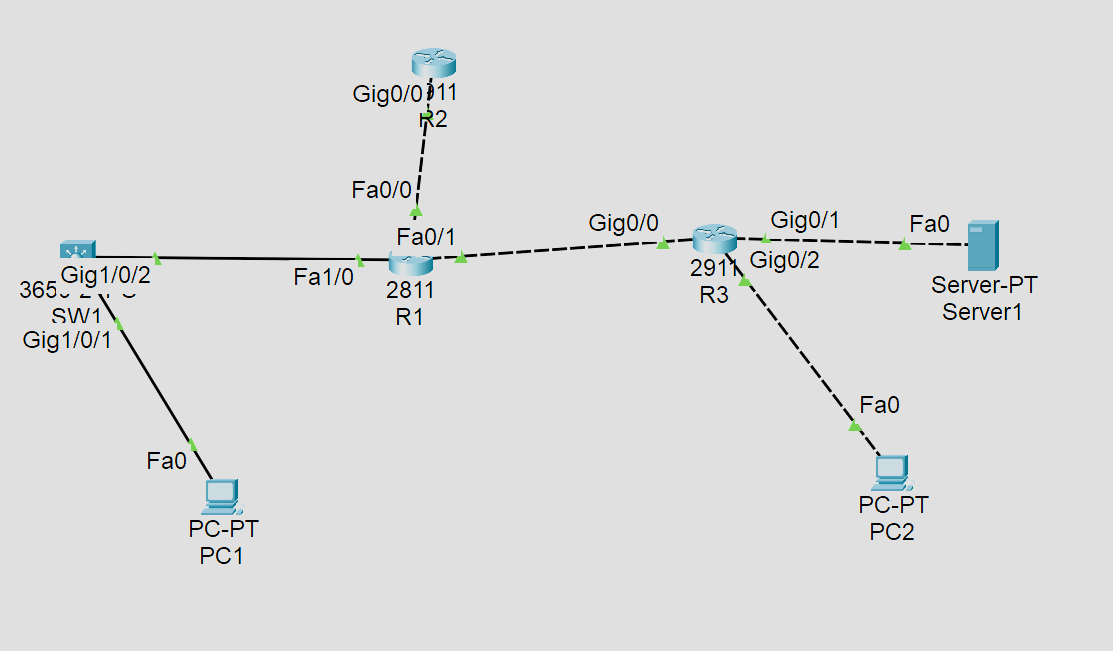 Gig0/0
911
R2
Fa0/0
Fa0/1
Gig0/0
Gig0/1
Fa0
Gig1/0/2
Fa1/0
2811
R1
2911
R3
Gig0/2
Server-PT
Server1
SW1
Gig1/0/1
Fa0
PC-PT
PC1
Fa0
PC-PT
PC2